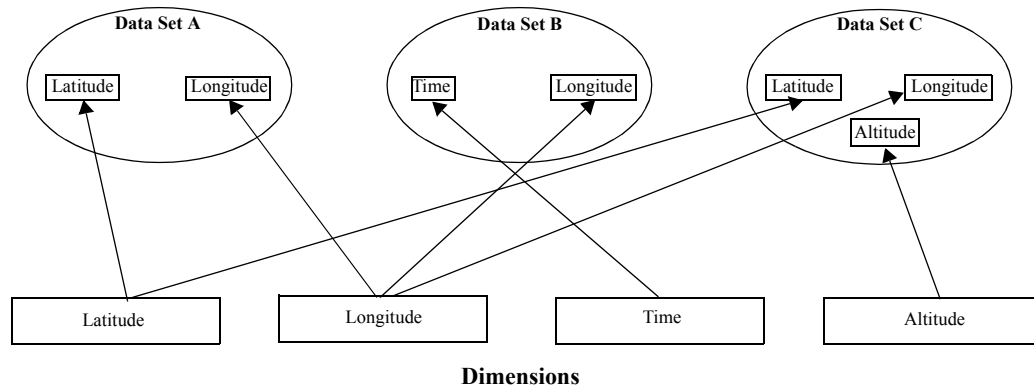 Data Set A
Data Set B
Data Set C
Latitude
Longitude
Time
Longitude
Latitude
Longitude
Altitude
Latitude
Longitude
Time
Altitude
Dimensions